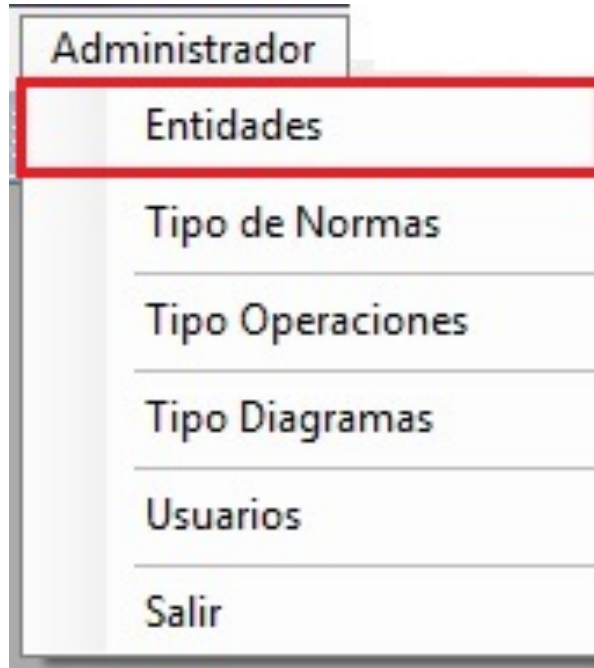 Administrador
Entidades
Tipo de Normas
Tipo Operaciones
Tipo Diagramas
Usuarios
Salir